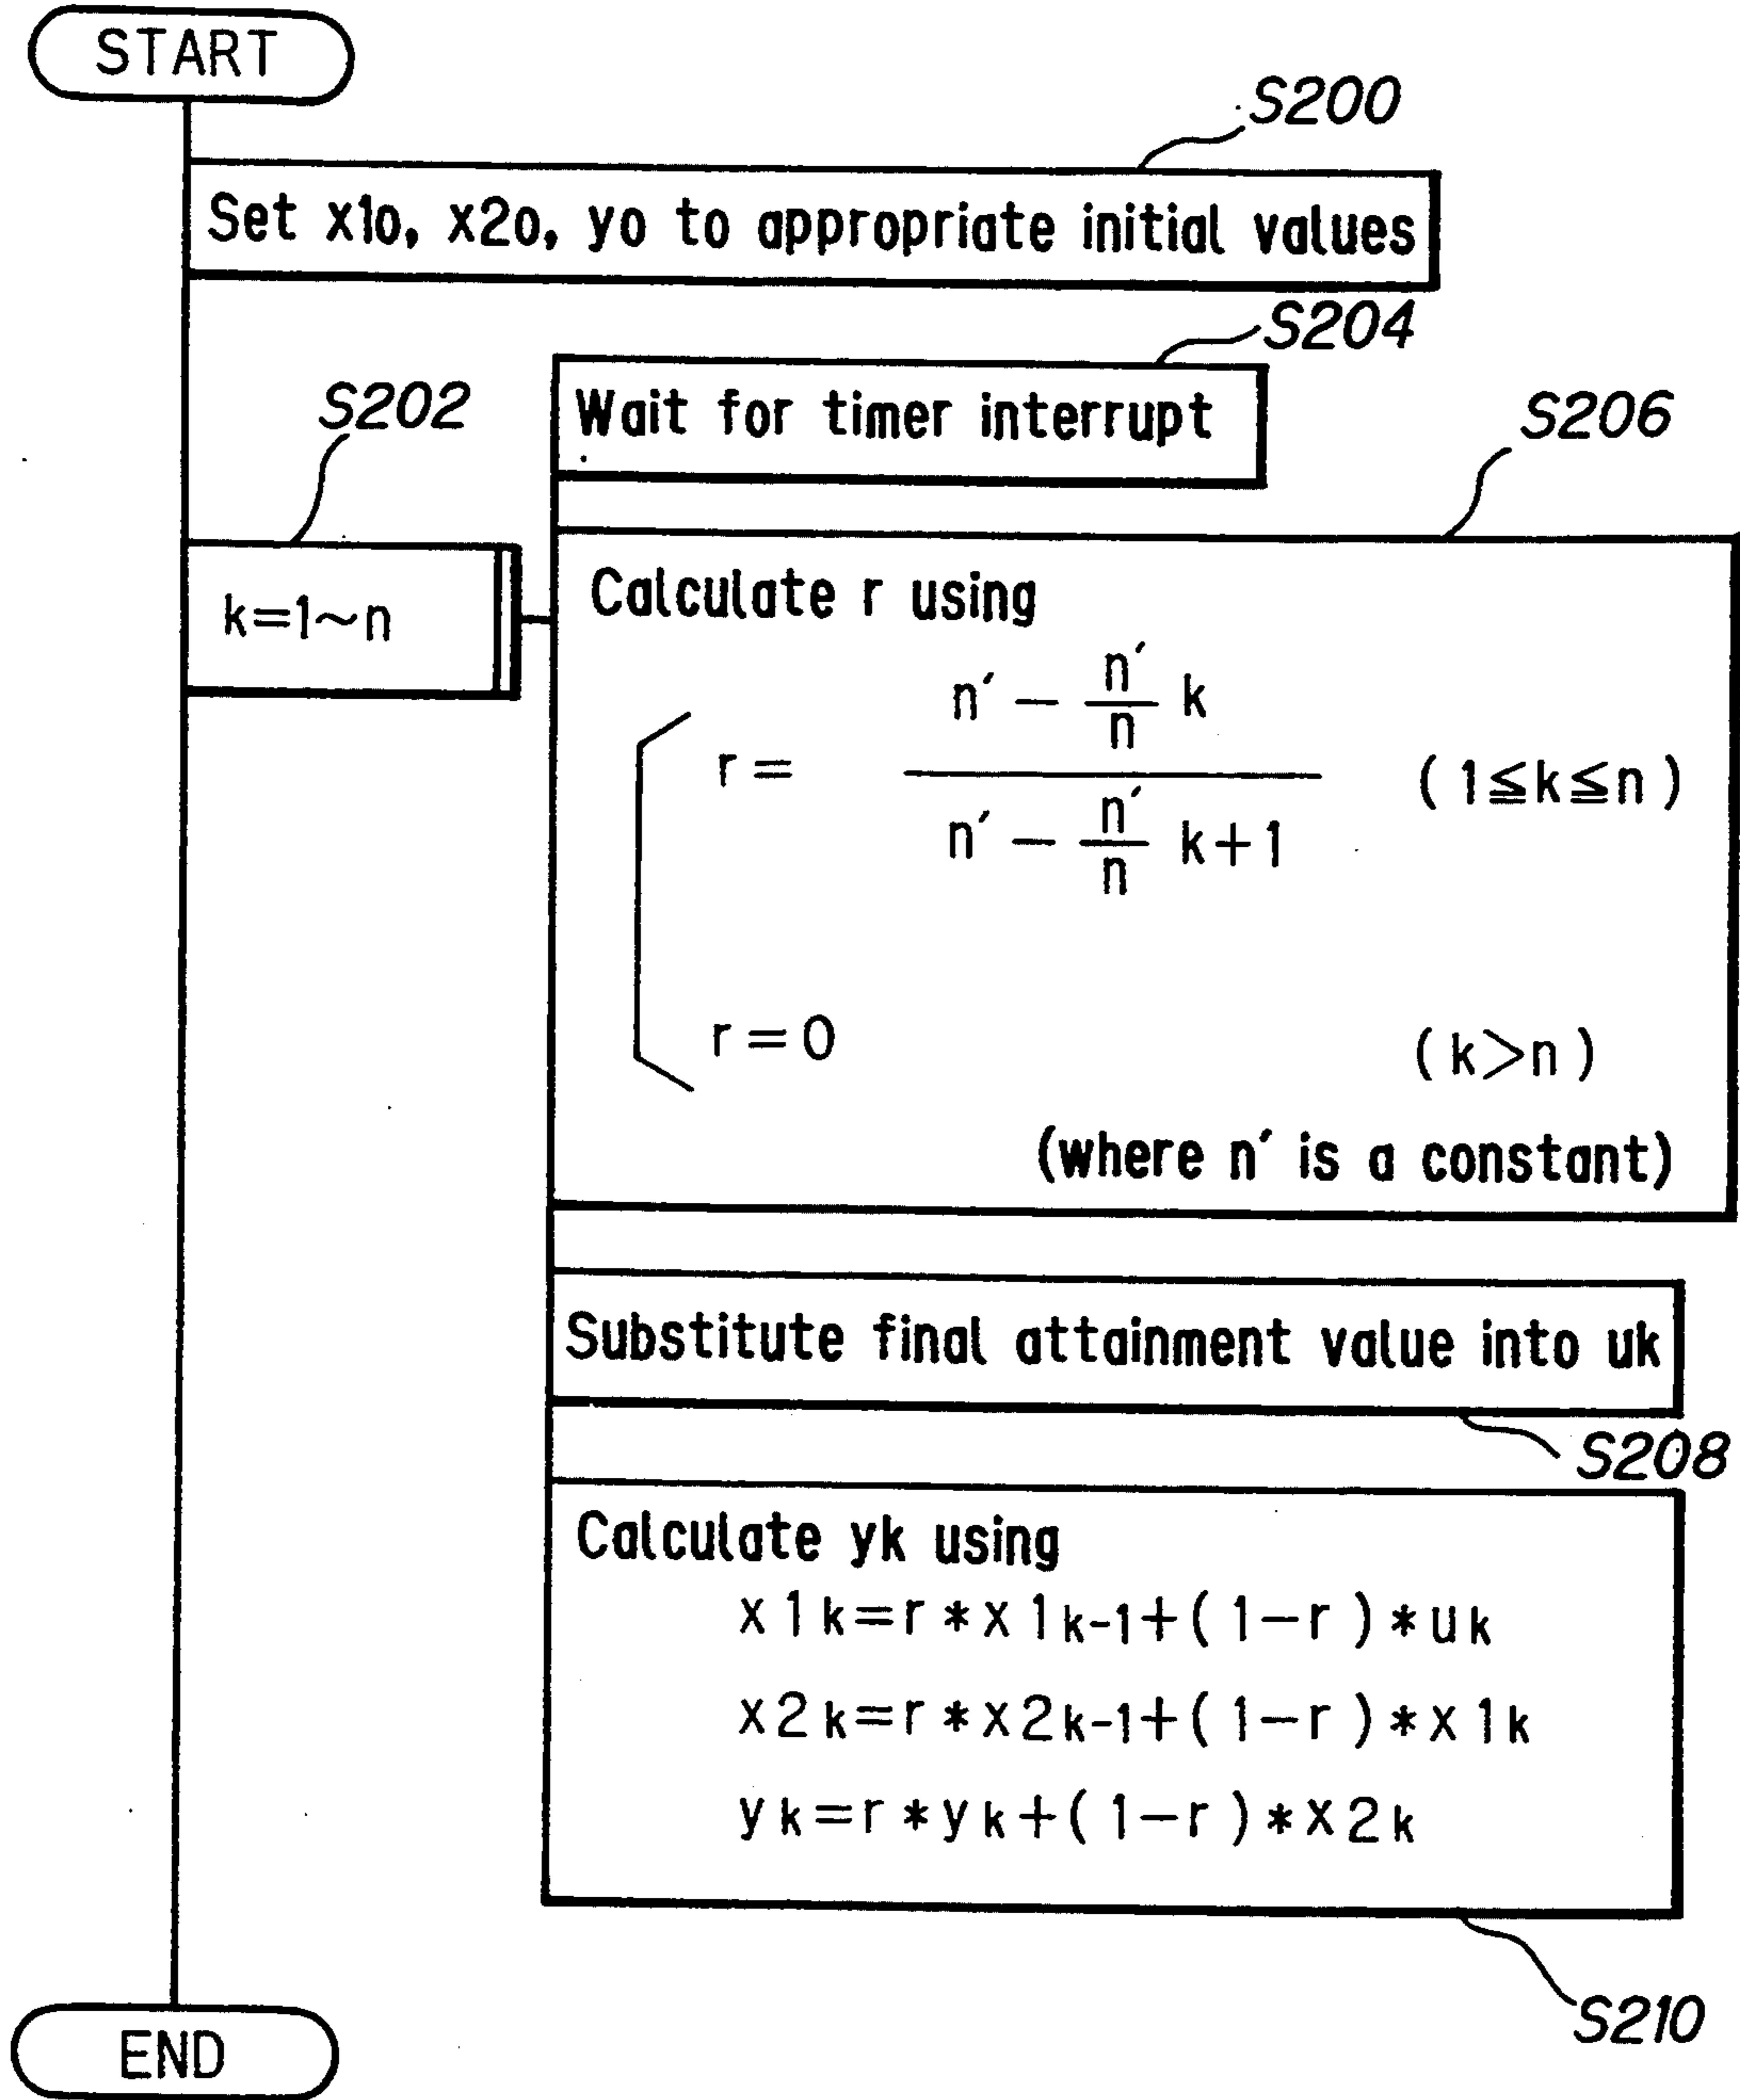 START
S200
Set x1o, x2o, yo to appropriate initial values
S204
Wait for timer interrupt
S202
S206
k=1~n
Calculate r using
n′ − n′/n k
r= ( 1≦k≦n )
n′ − n′/n k+1
r=0 ( k>n )
(where n′ is a constant)
Substitute final attainment value into uk
S208
Calculate yk using
x1k=r*x1k-1+(1-r)*uk
x2k=r*x2k-1+(1-r)*x1k
yk=r*yk+(1-r)*x2k
S210
END